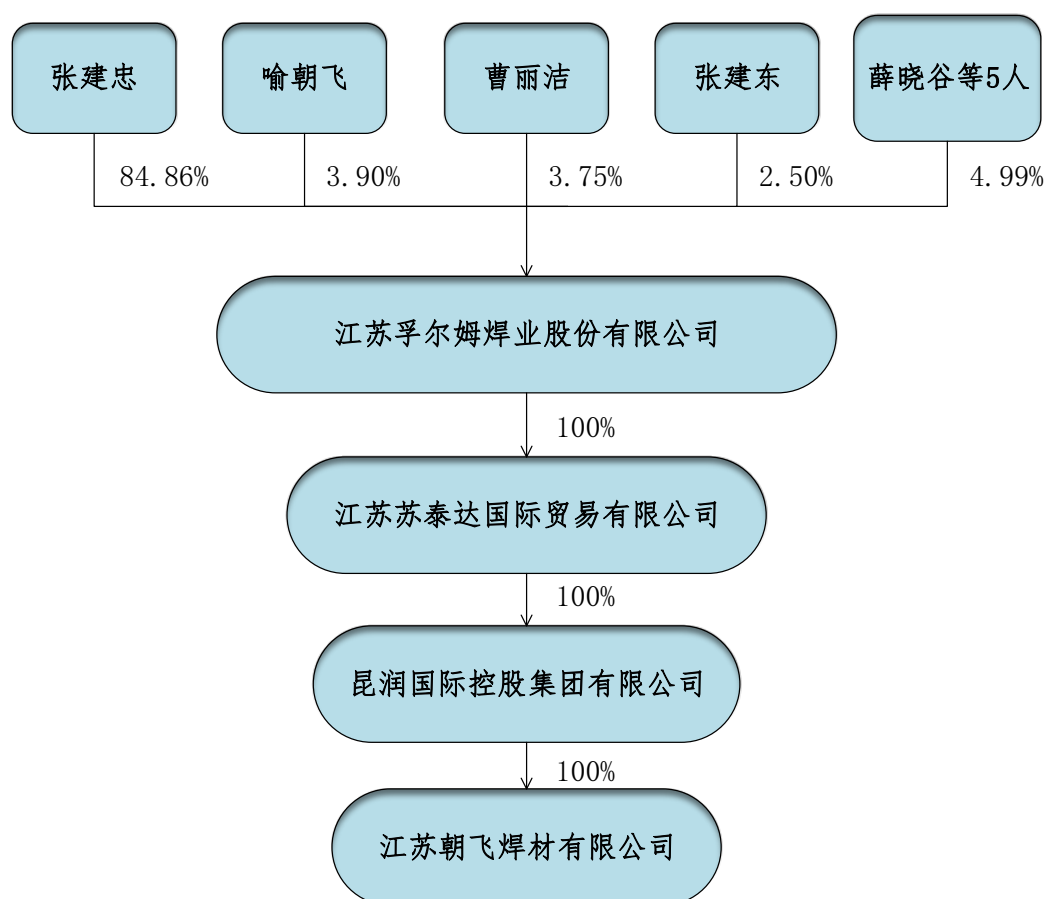 张建忠
喻朝飞
曹丽洁
张建东
薛晓谷等5人
84.86%
3.90%
3.75%
2.50%
4.99%
江苏孚尔姆焊业股份有限公司
100%
江苏苏泰达国际贸易有限公司
100%
昆润国际控股集团有限公司
100%
江苏朝飞焊材有限公司